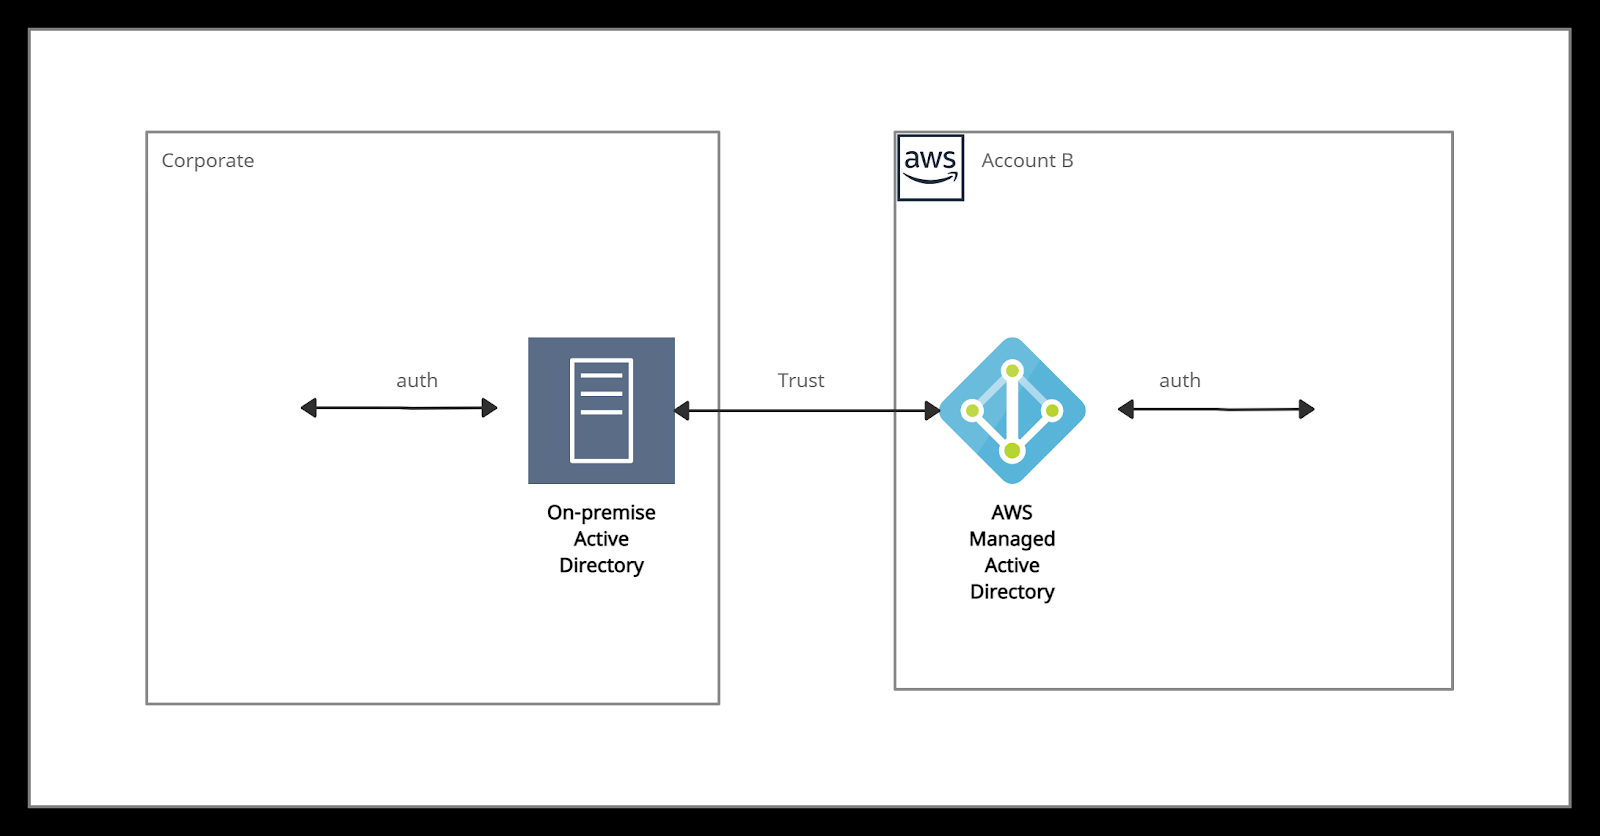 Corporate
aws
Account B
auth
Trust
auth
On-premise
Active
Directory
AWS
Managed
Active
Directory